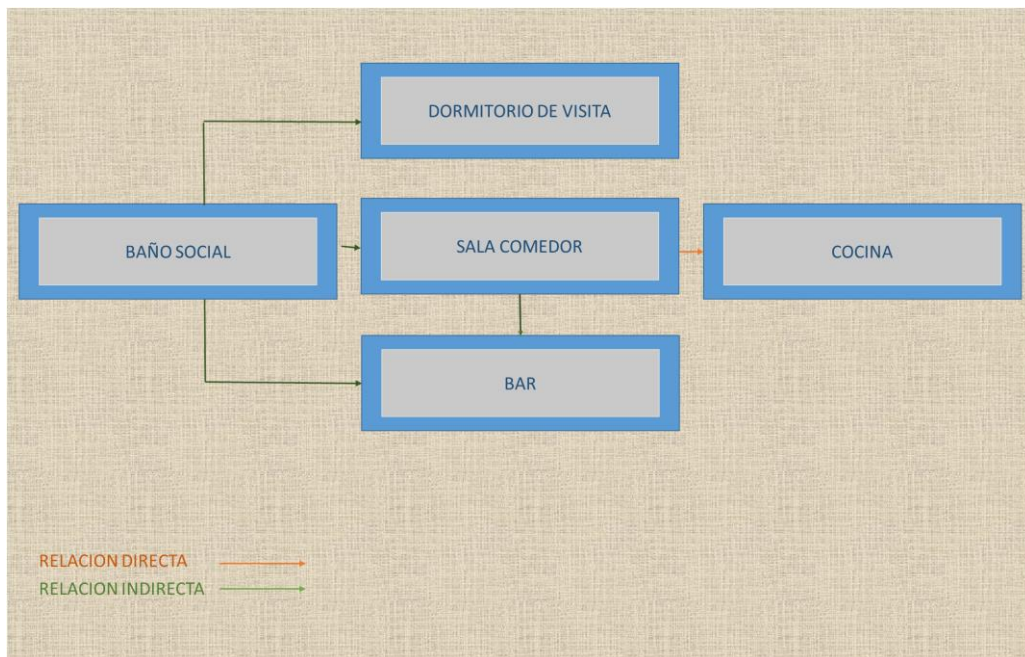 DORMITORIO DE VISITA
BAÑO SOCIAL
SALA COMEDOR
COCINA
BAR
RELACION DIRECTA
RELACION INDIRECTA